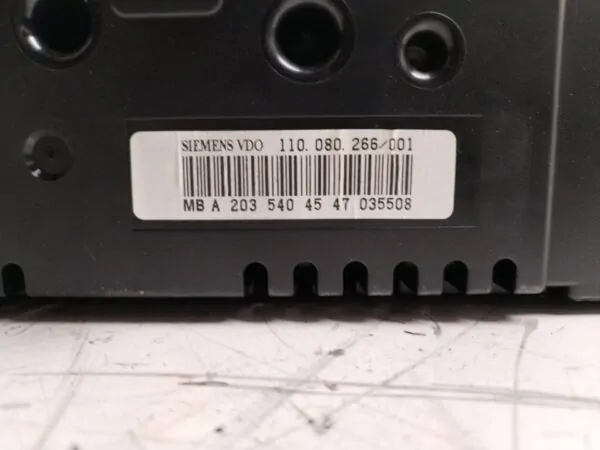 SIEMENS VDO 110.080.266/001
MB A 203 540 45 47 035508